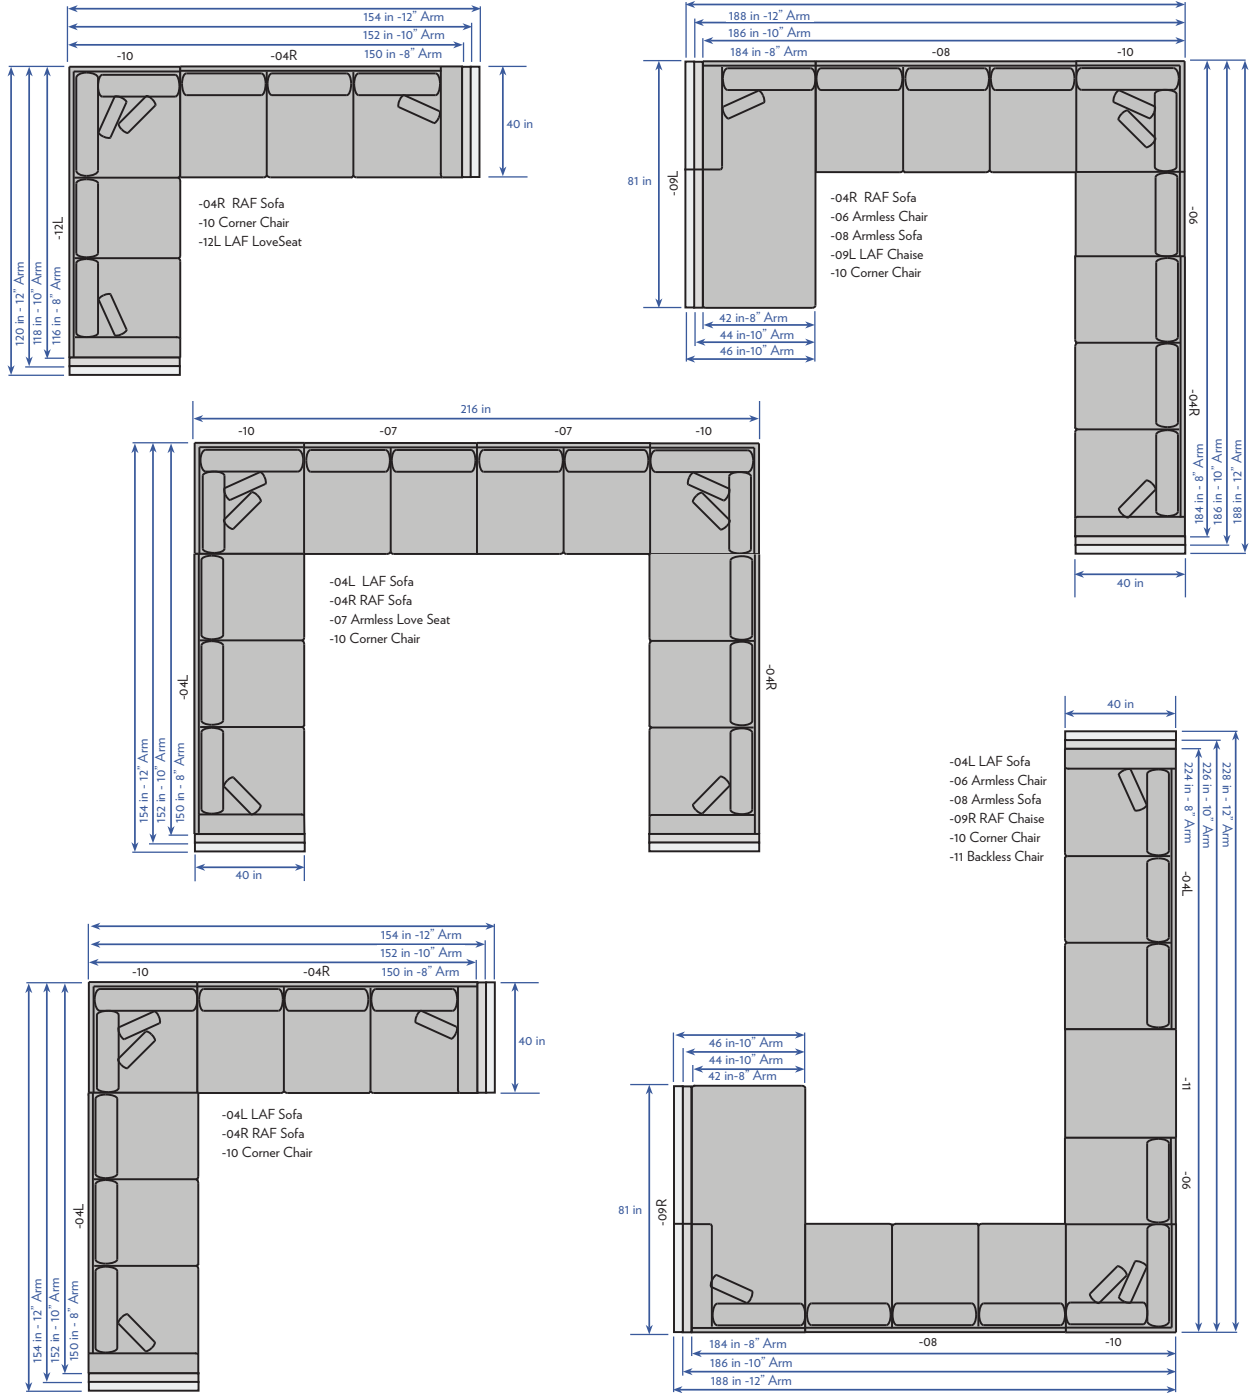 154 in -12” Arm
152 in -10” Arm
150 in -8” Arm
-10
-04R
40 in
-12L
120 in - 12” Arm
118 in - 10” Arm
116 in - 8” Arm
-04R  RAF Sofa
-10 Corner Chair
-12L LAF LoveSeat
188 in -12” Arm
186 in -10” Arm
184 in -8” Arm
-08
-10
81 in
-09L
-04R  RAF Sofa
-06 Armless Chair
-08 Armless Sofa
-09L LAF Chaise
-10 Corner Chair
-06
-04R
42 in-8” Arm
44 in-10” Arm
46 in-10” Arm
184 in - 8” Arm
186 in - 10” Arm
188 in - 12” Arm
40 in
216 in
-10
-07
-07
-10
-04L  LAF Sofa
-04R RAF Sofa
-07 Armless Love Seat
-10 Corner Chair
-04L
-04R
154 in - 12” Arm
152 in - 10” Arm
150 in - 8” Arm
40 in
40 in
-04L LAF Sofa
-06 Armless Chair
-08 Armless Sofa
-09R RAF Chaise
-10 Corner Chair
-11 Backless Chair
224 in - 8” Arm
226 in - 10” Arm
228 in - 12” Arm
-04L
-11
-06
46 in-10” Arm
44 in-10” Arm
42 in-8” Arm
81 in
-09R
184 in -8” Arm
-08
-10
186 in -10” Arm
188 in -12” Arm
154 in -12” Arm
152 in -10” Arm
-10
-04R
150 in -8” Arm
40 in
-04L LAF Sofa
-04R RAF Sofa
-10 Corner Chair
-04L
154 in - 12” Arm
152 in - 10” Arm
150 in - 8” Arm